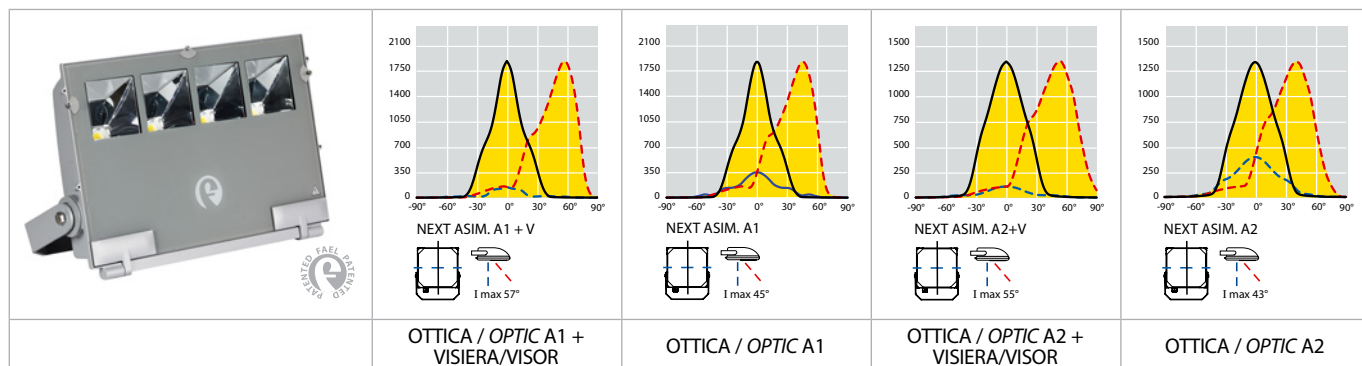 PATENTED FAEL PATENTED
2100
1750
1400
1050
700
350
0
-90° -60° -30° 0° 30° 60° 90°
NEXT ASIM. A1 + V
I max 57°
OTTICA / OPTIC A1 +
VISIERA/VISOR
2100
1750
1400
1050
700
350
0
-90° -60° -30° 0° 30° 60° 90°
NEXT ASIM. A1
I max 45°
OTTICA / OPTIC A1
1500
1250
1000
750
500
250
0
-90° -60° -30° 0° 30° 60° 90°
NEXT ASIM. A2+V
I max 55°
OTTICA / OPTIC A2 +
VISIERA/VISOR
1500
1250
1000
750
500
250
0
-90° -60° -30° 0° 30° 60° 90°
NEXT ASIM. A2
I max 43°
OTTICA / OPTIC A2